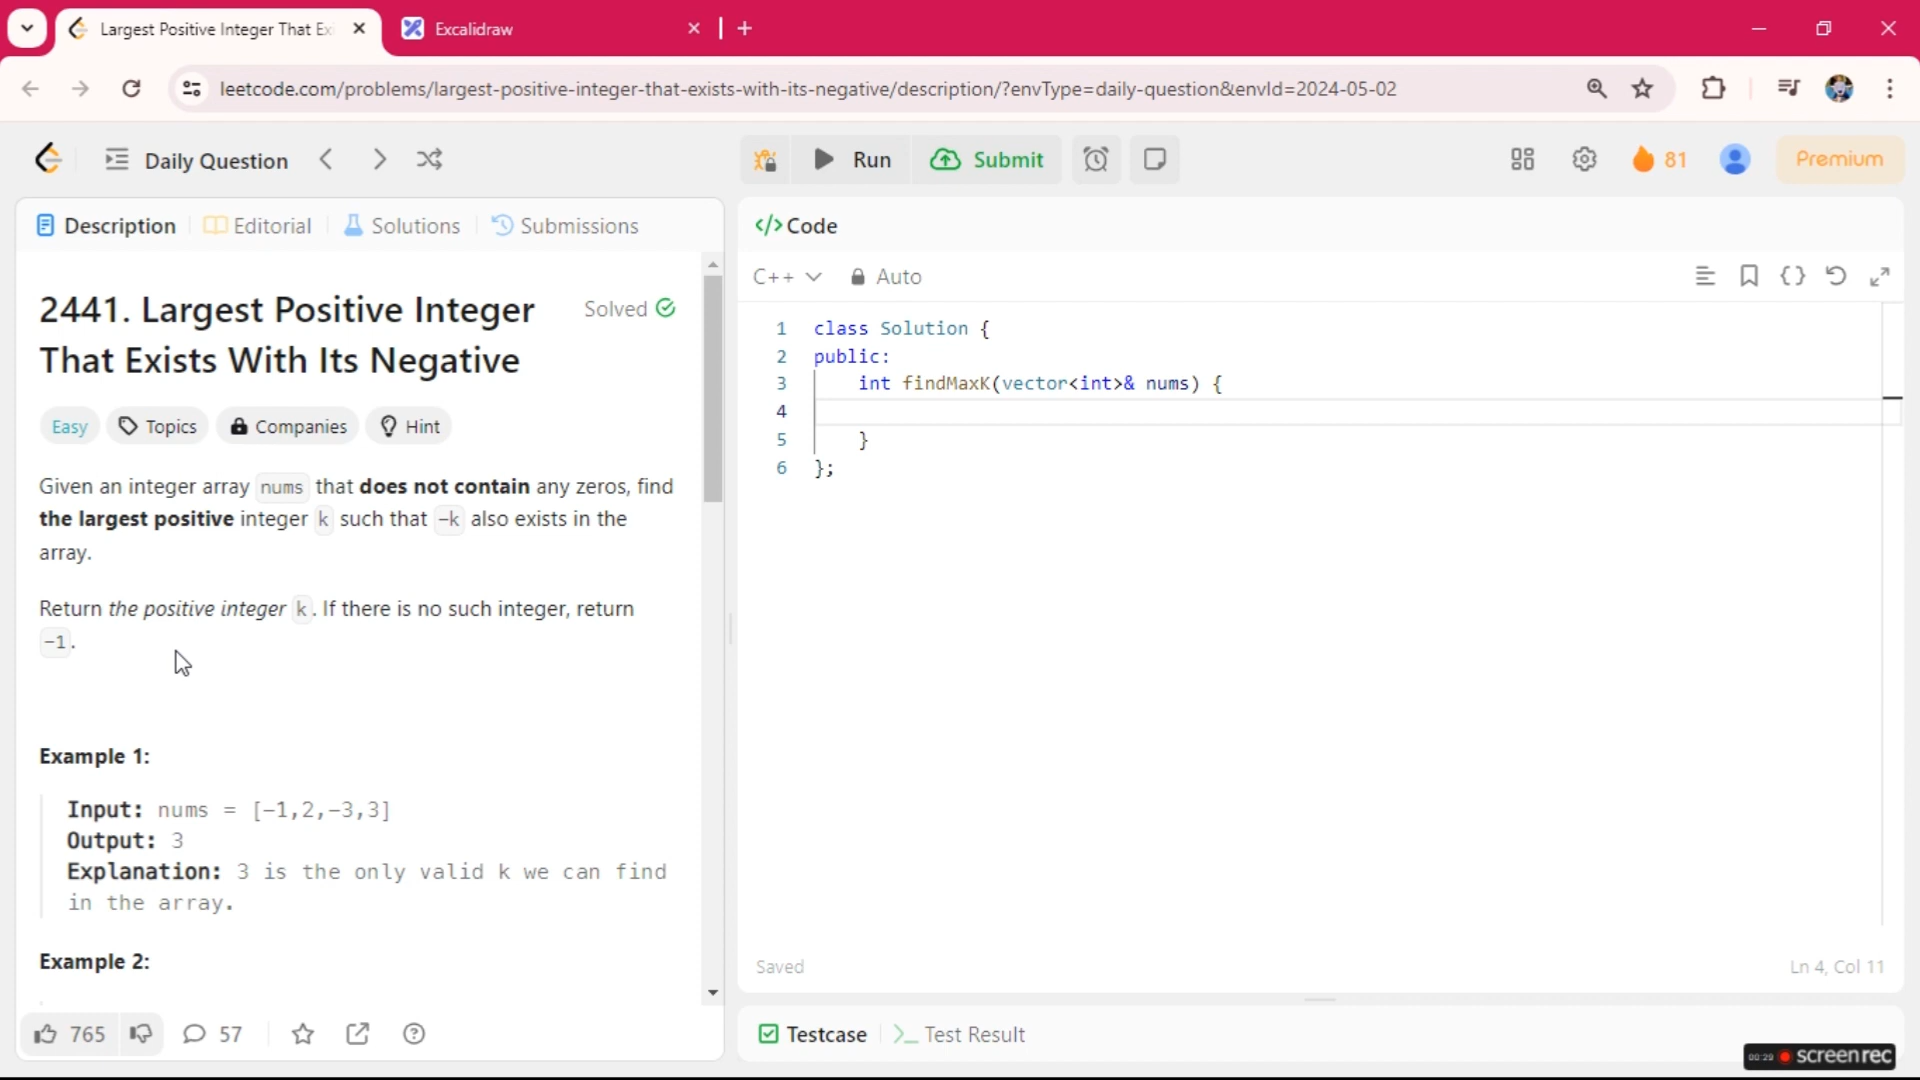 Largest Positive Integer That Ex
Excalidraw
leetcode.com/problems/largest-positive-integer-that-exists-with-its-negative/description/?envType=daily-question&envId=2024-05-02
Daily Question
Run
Submit
81
Premium
Description
Editorial
Solutions
Submissions
2441. Largest Positive Integer
That Exists With Its Negative
Solved
Easy
Topics
Companies
Hint
Given an integer array nums that does not contain any zeros, find
the largest positive integer k such that -k also exists in the
array.
Return the positive integer k. If there is no such integer, return
-1.
Example 1:
Input: nums = [-1,2,-3,3]
Output: 3
Explanation: 3 is the only valid k we can find
in the array.
Example 2:
765
57
</> Code
C++
Auto
1 class Solution {
2 public:
3 int findMaxK(vector<int>& nums) {
4
5 }
6 };
Saved
Ln 4, Col 11
Testcase
>_ Test Result
00:29 screenrec